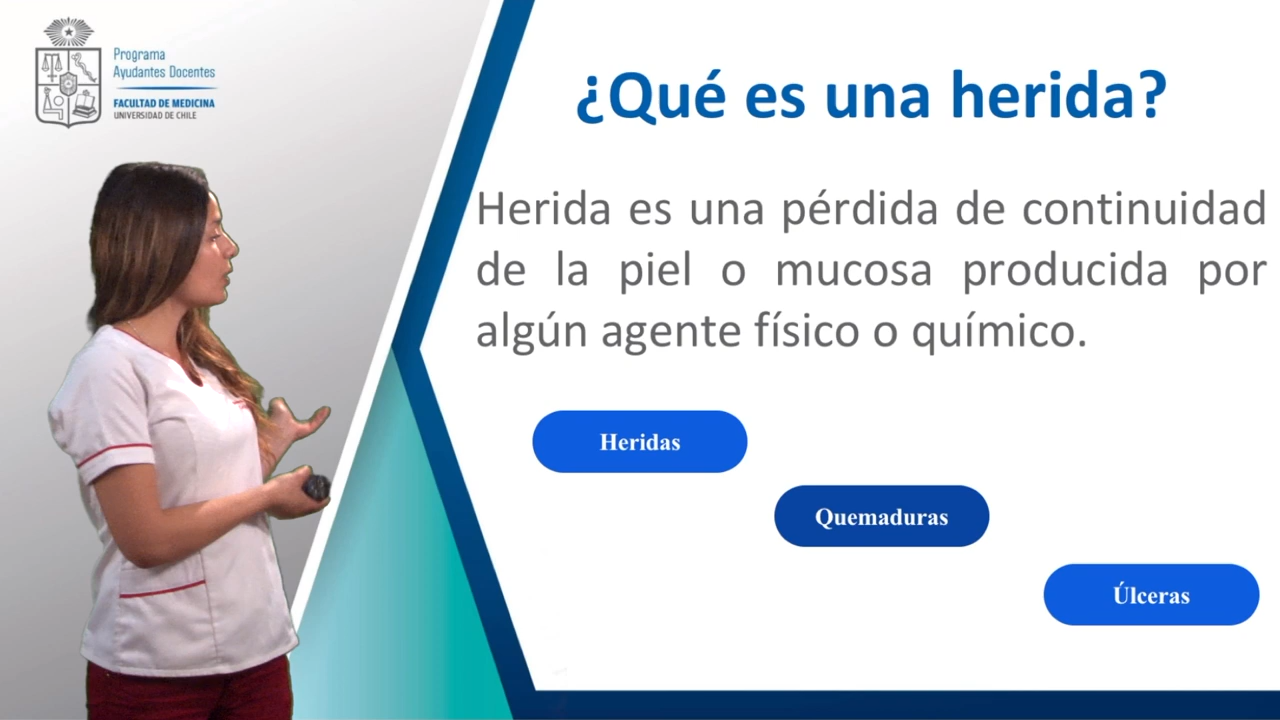 Programa
Ayudantes Docentes
FACULTAD DE MEDICINA
UNIVERSIDAD DE CHILE
¿Qué es una herida?
Herida es una pérdida de continuidad
de la piel o mucosa producida por
algún agente físico o químico.
Heridas
Quemaduras
Úlceras